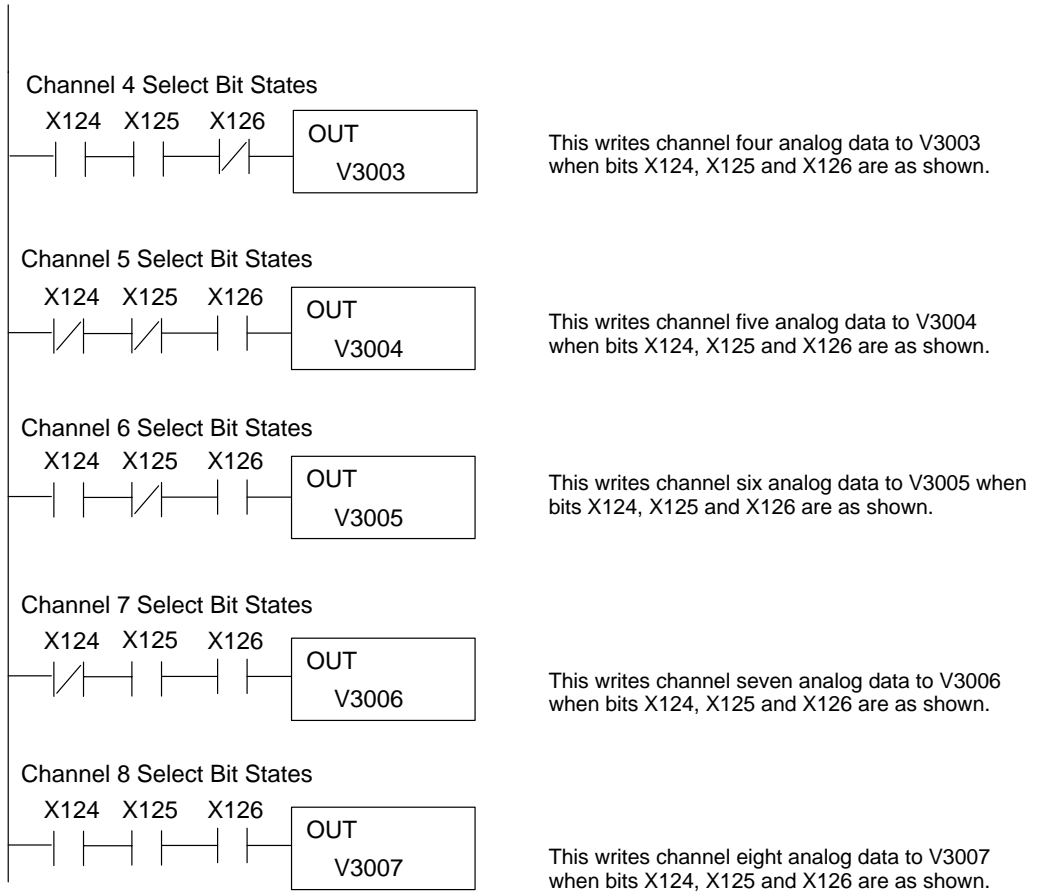 Channel 4 Select Bit States
X124 X125 X126
OUT
V3003
This writes channel four analog data to V3003
when bits X124, X125 and X126 are as shown.
Channel 5 Select Bit States
X124 X125 X126
OUT
V3004
This writes channel five analog data to V3004
when bits X124, X125 and X126 are as shown.
Channel 6 Select Bit States
X124 X125 X126
OUT
V3005
This writes channel six analog data to V3005 when
bits X124, X125 and X126 are as shown.
Channel 7 Select Bit States
X124 X125 X126
OUT
V3006
This writes channel seven analog data to V3006
when bits X124, X125 and X126 are as shown.
Channel 8 Select Bit States
X124 X125 X126
OUT
V3007
This writes channel eight analog data to V3007
when bits X124, X125 and X126 are as shown.